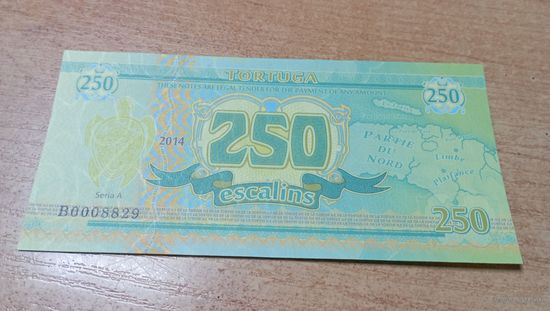 TORTUGA
THESE NOTES ARE LEGAL TENDER FOR THE PAYMENT OF ANY AMOUNT
250
250
2014
250
PARTIE
DU
NORD
Limbe
Plaisance
escalins
Seria A
B0008829
250